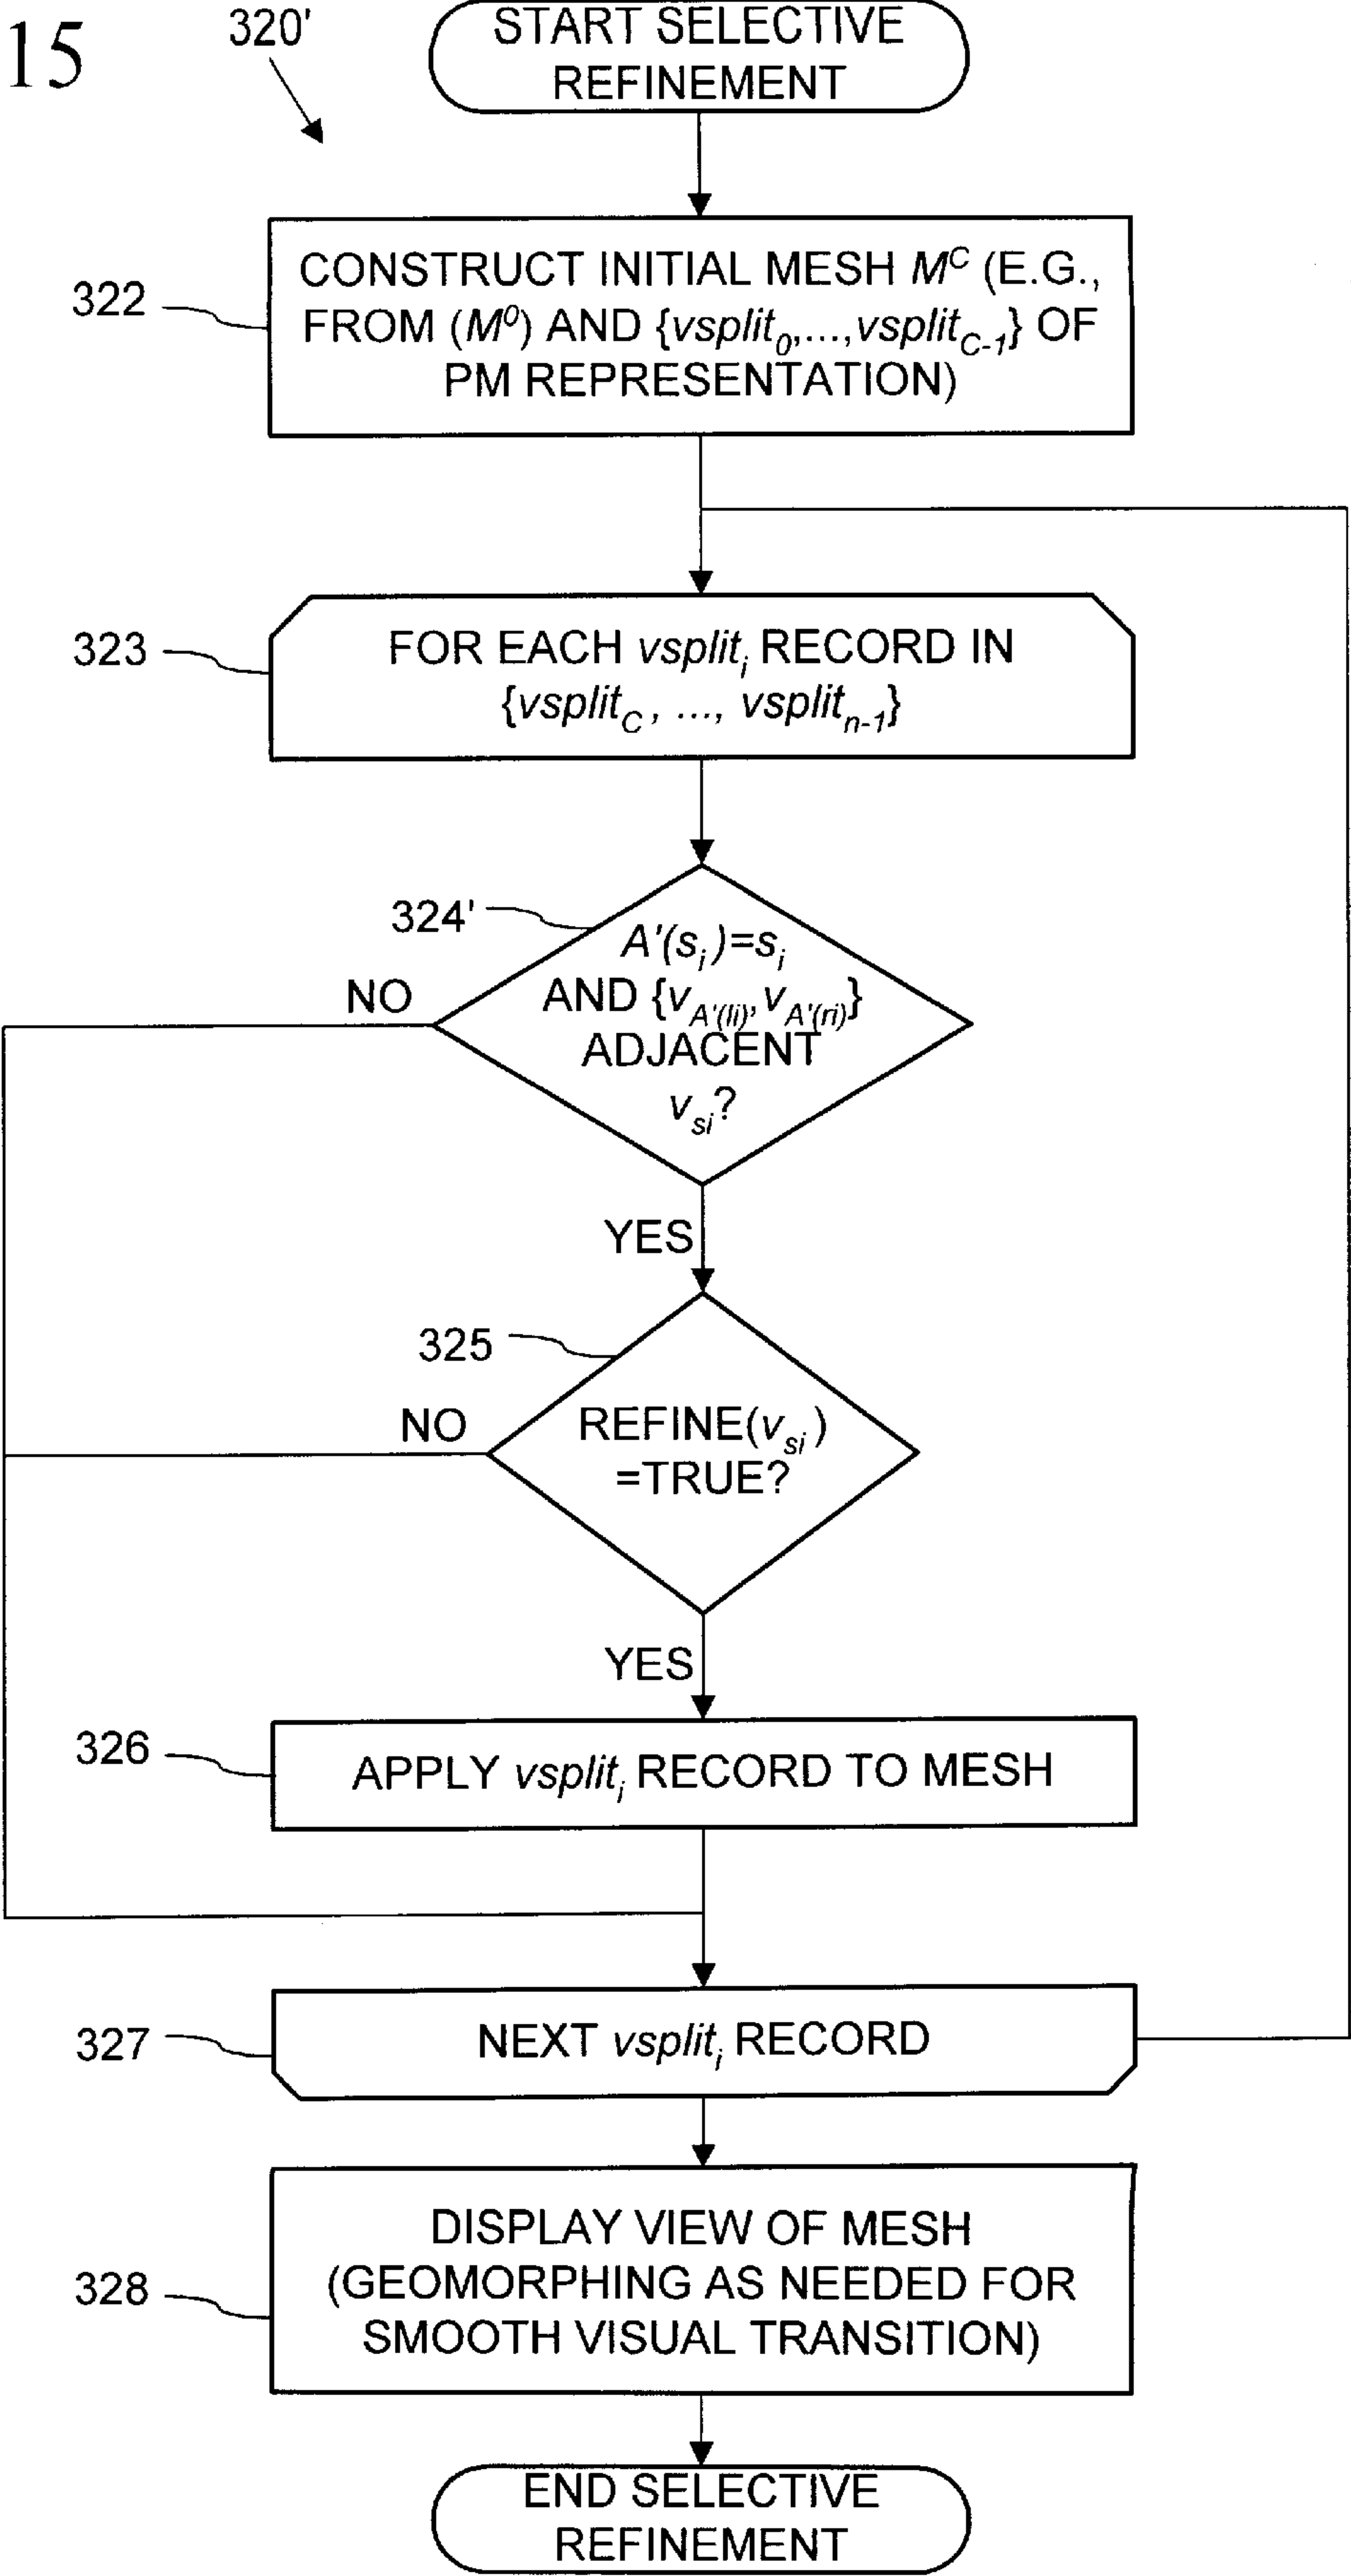 15
320'
START SELECTIVE
REFINEMENT
322
CONSTRUCT INITIAL MESH M^C (E.G.,
FROM (M^0) AND {vsplit_0,...,vsplit_C-1} OF
PM REPRESENTATION)
323
FOR EACH vsplit_i RECORD IN
{vsplit_C, ..., vsplit_n-1}
324'
A'(s_i)=s_i
AND {v_A'(li), v_A'(ri)}
ADJACENT
v_si?
NO
YES
325
REFINE(v_si)
=TRUE?
NO
YES
326
APPLY vsplit_i RECORD TO MESH
327
NEXT vsplit_i RECORD
328
DISPLAY VIEW OF MESH
(GEOMORPHING AS NEEDED FOR
SMOOTH VISUAL TRANSITION)
END SELECTIVE
REFINEMENT